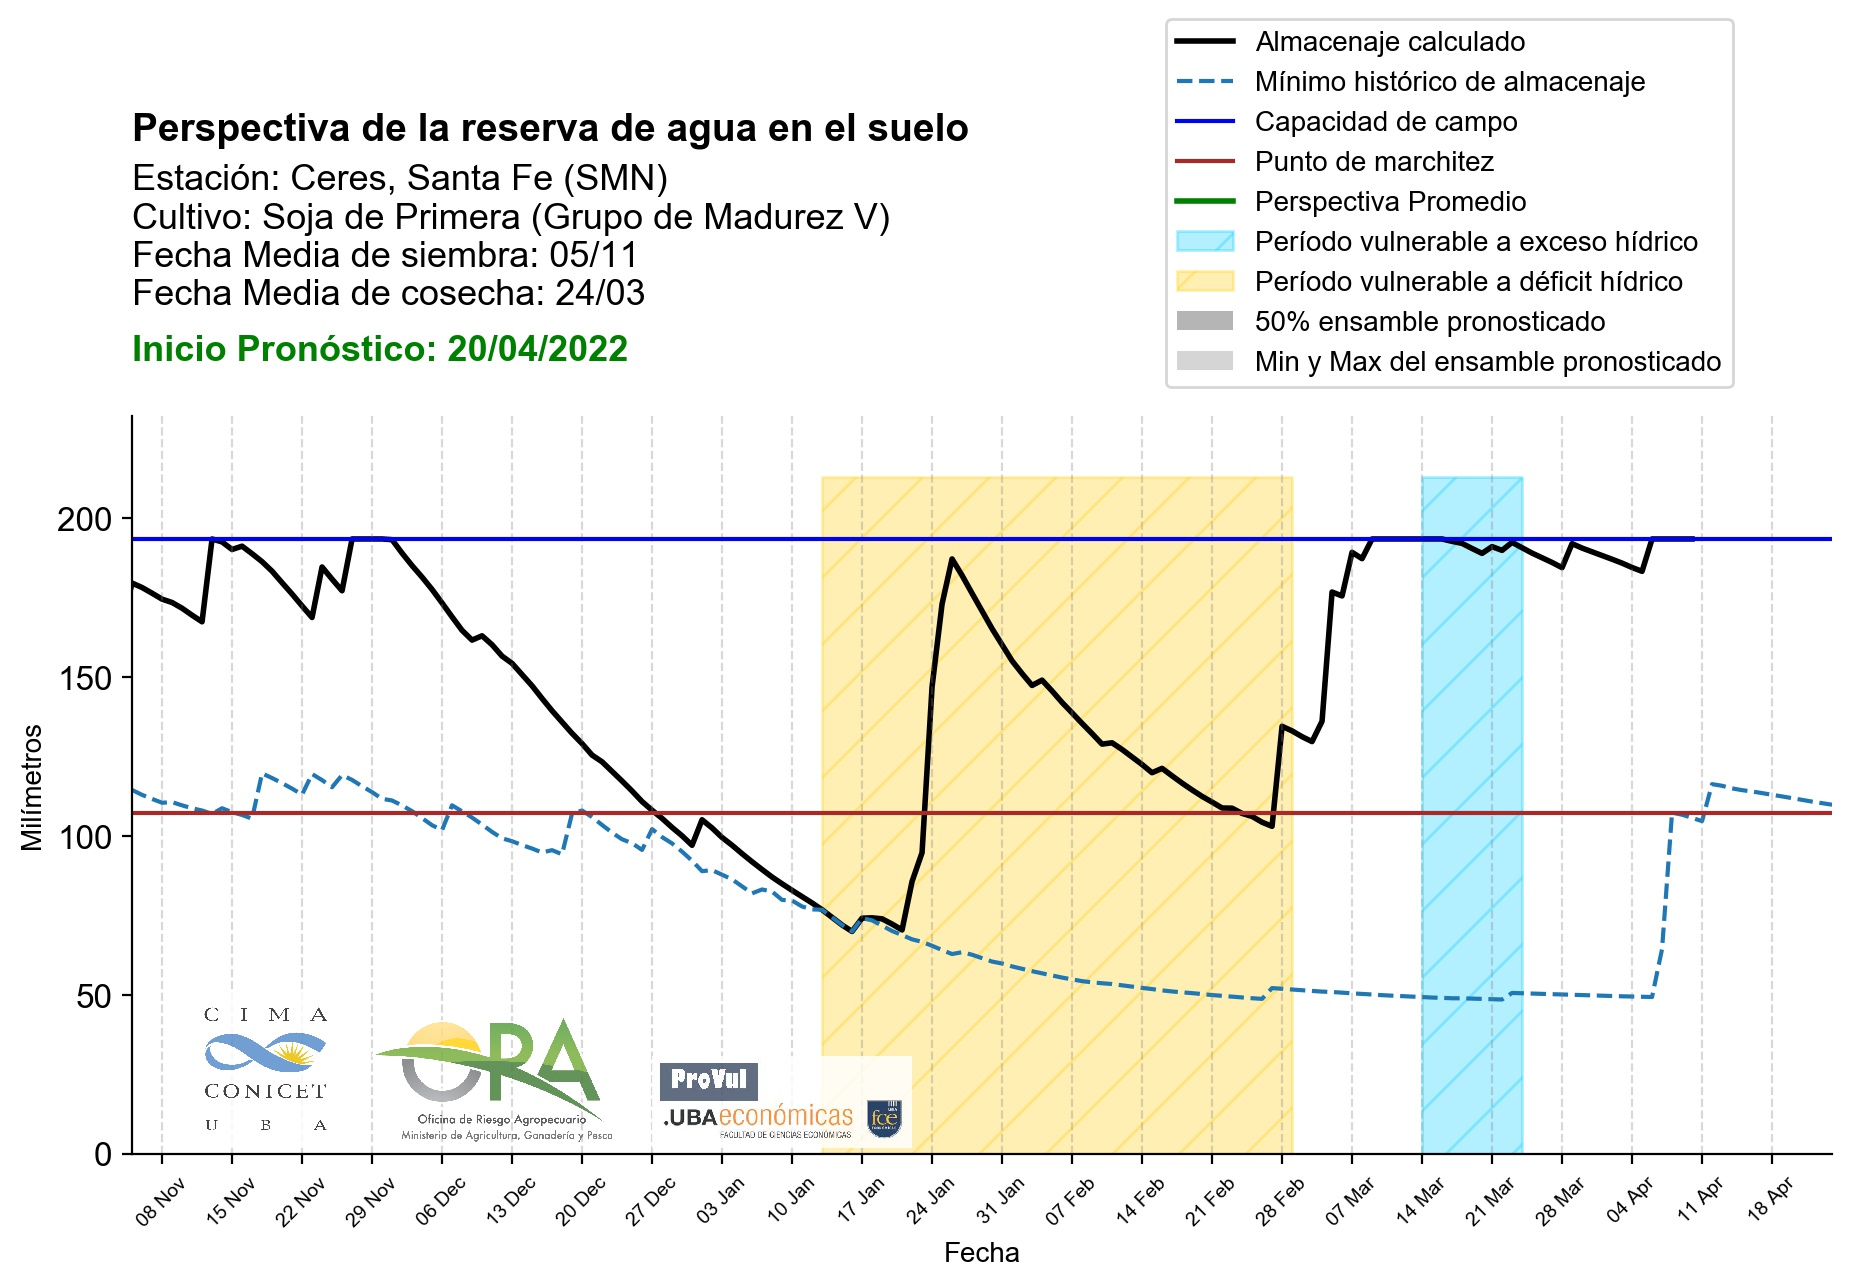 Almacenaje calculado
Mínimo histórico de almacenaje
Capacidad de campo
Punto de marchitez
Perspectiva Promedio
Período vulnerable a exceso hídrico
Período vulnerable a déficit hídrico
50% ensamble pronosticado
Min y Max del ensamble pronosticado
Perspectiva de la reserva de agua en el suelo
Estación: Ceres, Santa Fe (SMN)
Cultivo: Soja de Primera (Grupo de Madurez V)
Fecha Media de siembra: 05/11
Fecha Media de cosecha: 24/03
Inicio Pronóstico: 20/04/2022
Milímetros
200
150
100
50
0
CIMA
CONICET
UBA
ORA
Oficina de Riesgo Agropecuario
Ministerio de Agricultura, Ganadería y Pesca
ProVul
.UBAeconómicas
FACULTAD DE CIENCIAS ECONÓMICAS
UBA
fce
08 Nov
15 Nov
22 Nov
29 Nov
06 Dec
13 Dec
20 Dec
27 Dec
03 Jan
10 Jan
17 Jan
24 Jan
31 Jan
07 Feb
14 Feb
21 Feb
28 Feb
07 Mar
14 Mar
21 Mar
28 Mar
04 Apr
11 Apr
18 Apr
Fecha